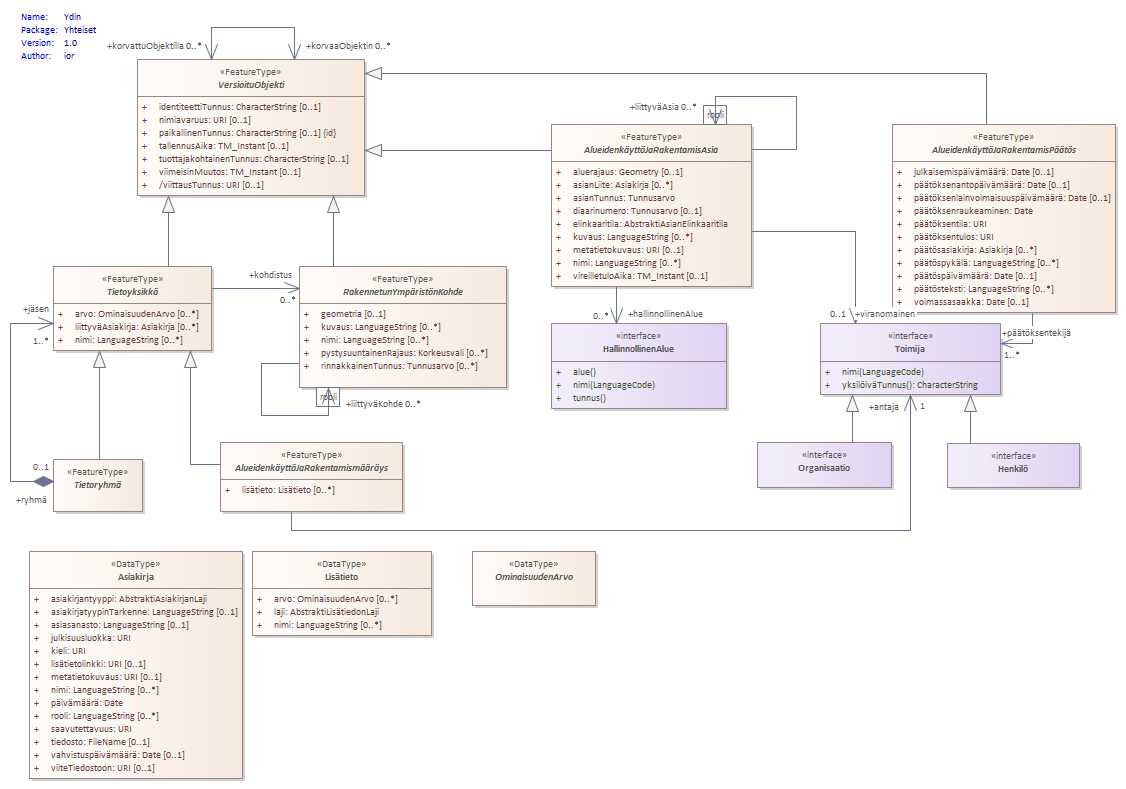 Name: Ydin
Package: Yhteiset
Version: 1.0
Author: ior
+korvattuObjektilla 0..*
+korvaaObjektin 0..*
«FeatureType»
VersioituObjekti
+ identiteettiTunnus: CharacterString [0..1]
+ nimiavaruus: URI [0..1]
+ paikallinenTunnus: CharacterString [0..1] {id}
+ tallennusAika: TM_Instant [0..1]
+ tuottajakohtainenTunnus: CharacterString [0..1]
+ viimeisinMuutos: TM_Instant [0..1]
+ /viittausTunnus: URI [0..1]
+liittyväAsia 0..*
rooli
«FeatureType»
AlueidenkäyttöJaRakentamisAsia
+ aluerajaus: Geometry [0..1]
+ asianLiite: Asiakirja [0..*]
+ asianTunnus: Tunnusarvo
+ diaarinumero: Tunnusarvo [0..1]
+ elinkaaritila: AbstraktiAsianElinkaaritila
+ kuvaus: LanguageString [0..*]
+ metatietokuvaus: URI [0..1]
+ nimi: LanguageString [0..*]
+ vireilletuloAika: TM_Instant [0..1]
«FeatureType»
AlueidenkäyttöJaRakentamisPäätös
+ julkaisemispäivämäärä: Date [0..1]
+ päätöksenantopäivämäärä: Date [0..1]
+ päätöksenlainvoimaisuuspäivämäärä: Date [0..1]
+ päätöksenraukeaminen: Date
+ päätöksentila: URI
+ päätöksentulos: URI
+ päätösasiakirja: Asiakirja [0..*]
+ päätöspykälä: LanguageString [0..*]
+ päätöspäivämäärä: Date [0..1]
+ päätösteksti: LanguageString [0..*]
+ voimassasaakka: Date [0..1]
«FeatureType»
Tietoyksikkö
+ arvo: OminaisuudenArvo [0..*]
+ liittyväAsiakirja: Asiakirja [0..*]
+ nimi: LanguageString [0..*]
+kohdistus
0..*
+jäsen
1..*
«FeatureType»
RakennetunYmpäristönKohde
+ geometria [0..1]
+ kuvaus: LanguageString [0..*]
+ nimi: LanguageString [0..*]
+ pystysuuntainenRajaus: Korkeusvali [0..*]
+ rinnakkainenTunnus: Tunnusarvo [0..*]
rooli
+liittyväKohde 0..*
0..*
+hallinnollinenAlue
«interface»
HallinnollinenAlue
+ alue()
+ nimi(LanguageCode)
+ tunnus()
0..1
+viranomainen
+päätöksentekijä
1..*
«interface»
Toimija
+ nimi(LanguageCode)
+ yksilöiväTunnus(): CharacterString
+antaja
1
«interface»
Organisaatio
«interface»
Henkilö
0..1
+ryhmä
«FeatureType»
Tietoryhmä
«FeatureType»
AlueidenkäyttöJaRakentamismääräys
+ lisätieto: Lisätieto [0..*]
«DataType»
Asiakirja
+ asiakirjantyyppi: AbstraktiAsiakirjanLaji
+ asiakirjatyypinTarkenne: LanguageString [0..1]
+ asiasanasto: LanguageString [0..1]
+ julkisuusluokka: URI
+ kieli: URI
+ lisätietolinkki: URI [0..1]
+ metatietokuvaus: URI [0..1]
+ nimi: LanguageString [0..*]
+ päivämäärä: Date
+ rooli: LanguageString [0..*]
+ saavutettavuus: URI
+ tiedosto: FileName [0..1]
+ vahvistuspäivämäärä: Date [0..1]
+ viiteTiedostoon: URI [0..1]
«DataType»
Lisätieto
+ arvo: OminaisuudenArvo [0..*]
+ laji: AbstraktiLisätiedonLaji
+ nimi: LanguageString [0..*]
«DataType»
OminaisuudenArvo